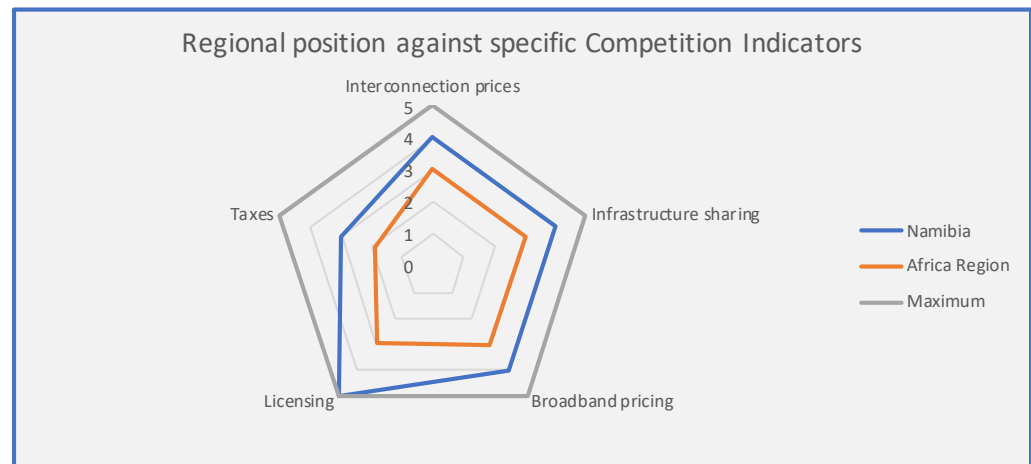 Regional position against specific Competition Indicators
Interconnection prices
5
4
3
2
1
0
Taxes
Infrastructure sharing
Licensing
Broadband pricing
Namibia
Africa Region
Maximum